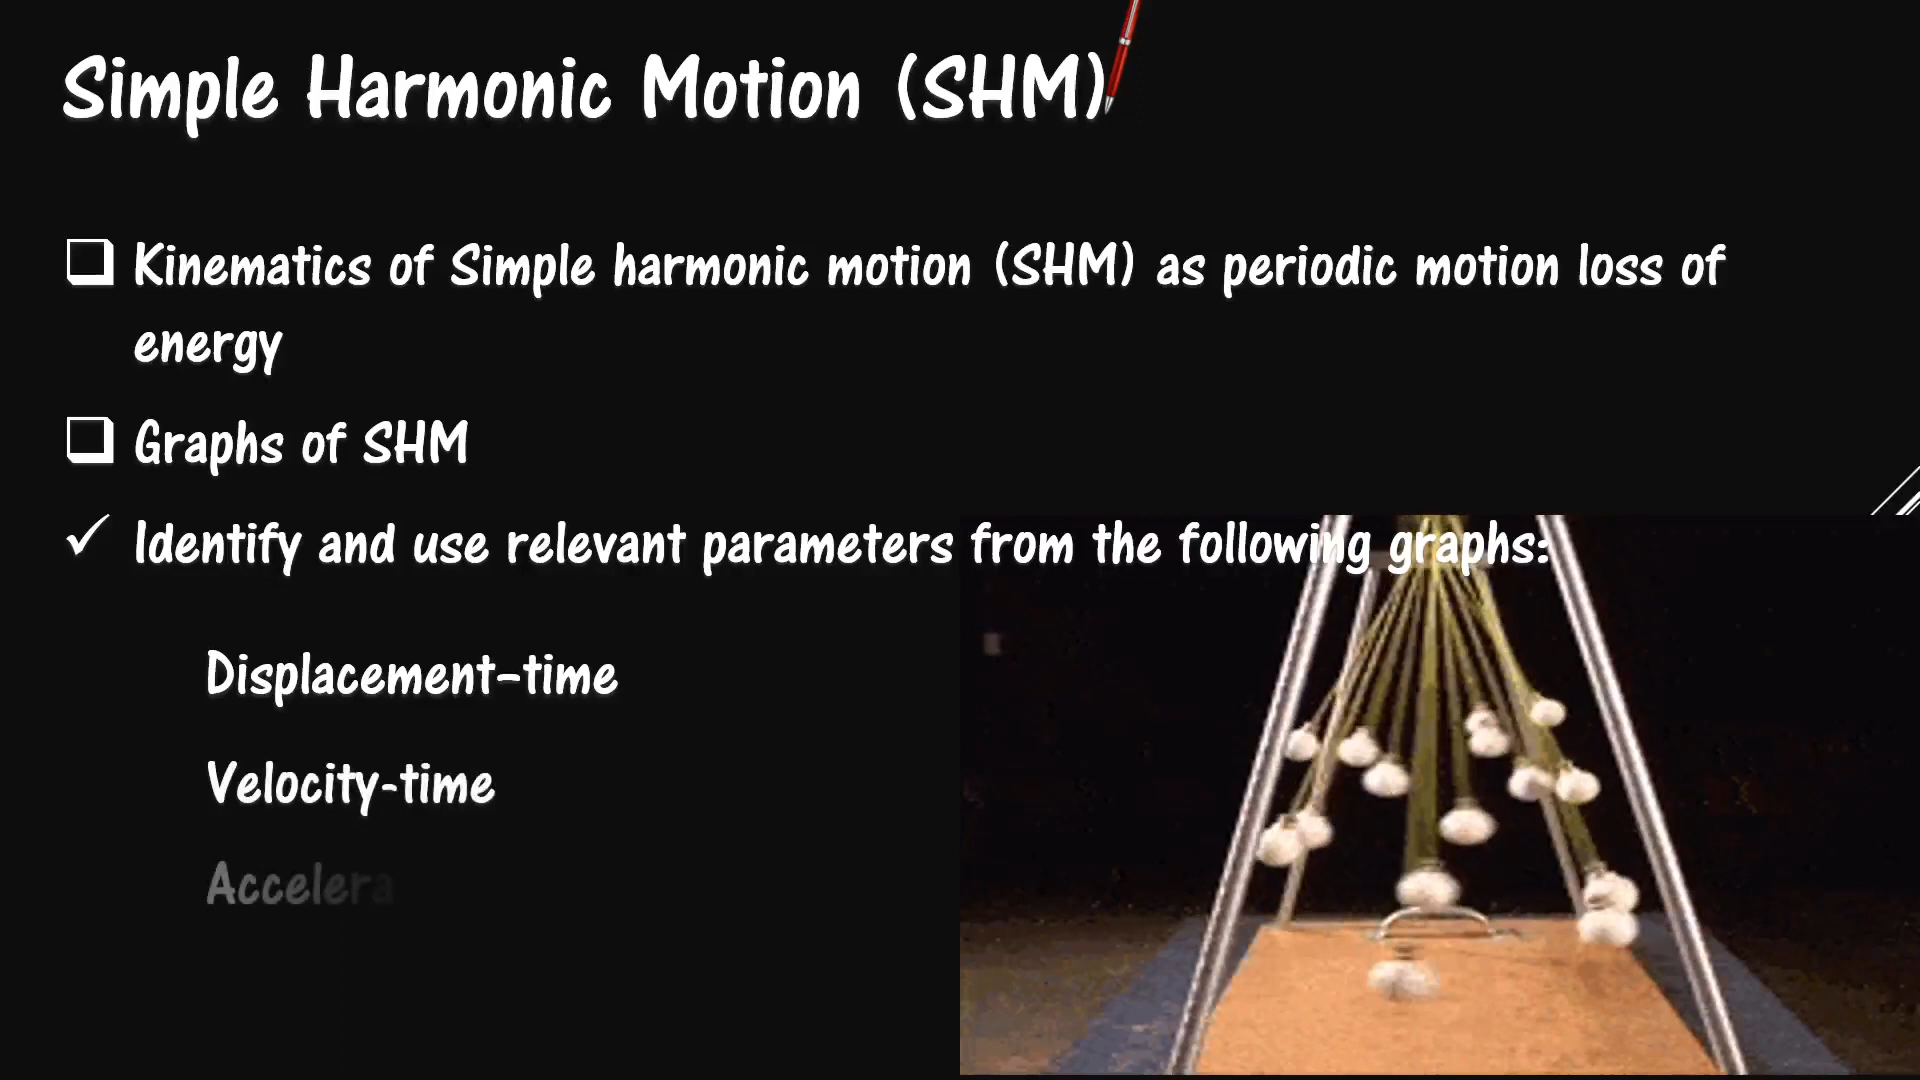 Simple Harmonic Motion (SHM)
Kinematics of Simple harmonic motion (SHM) as periodic motion loss of
energy
Graphs of SHM
Identify and use relevant parameters from the following graphs:
Displacement–time
Velocity-time
Accelera